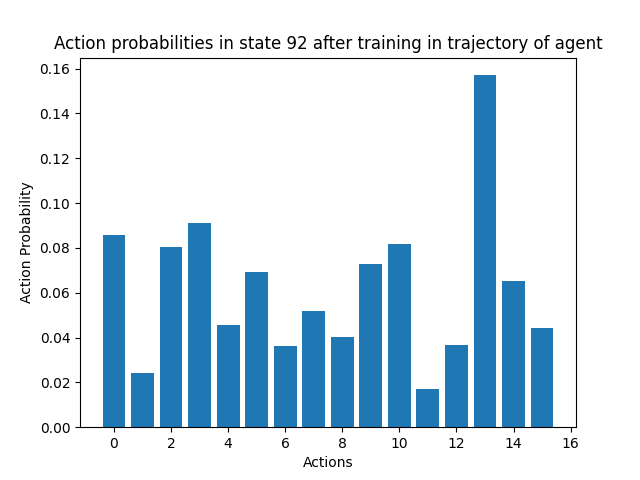 Action probabilities in state 92 after training in trajectory of agent
0.16
0.14
0.12
0.10
0.08
0.06
0.04
0.02
0.00
Action Probability
0 2 4 6 8 10 12 14 16
Actions